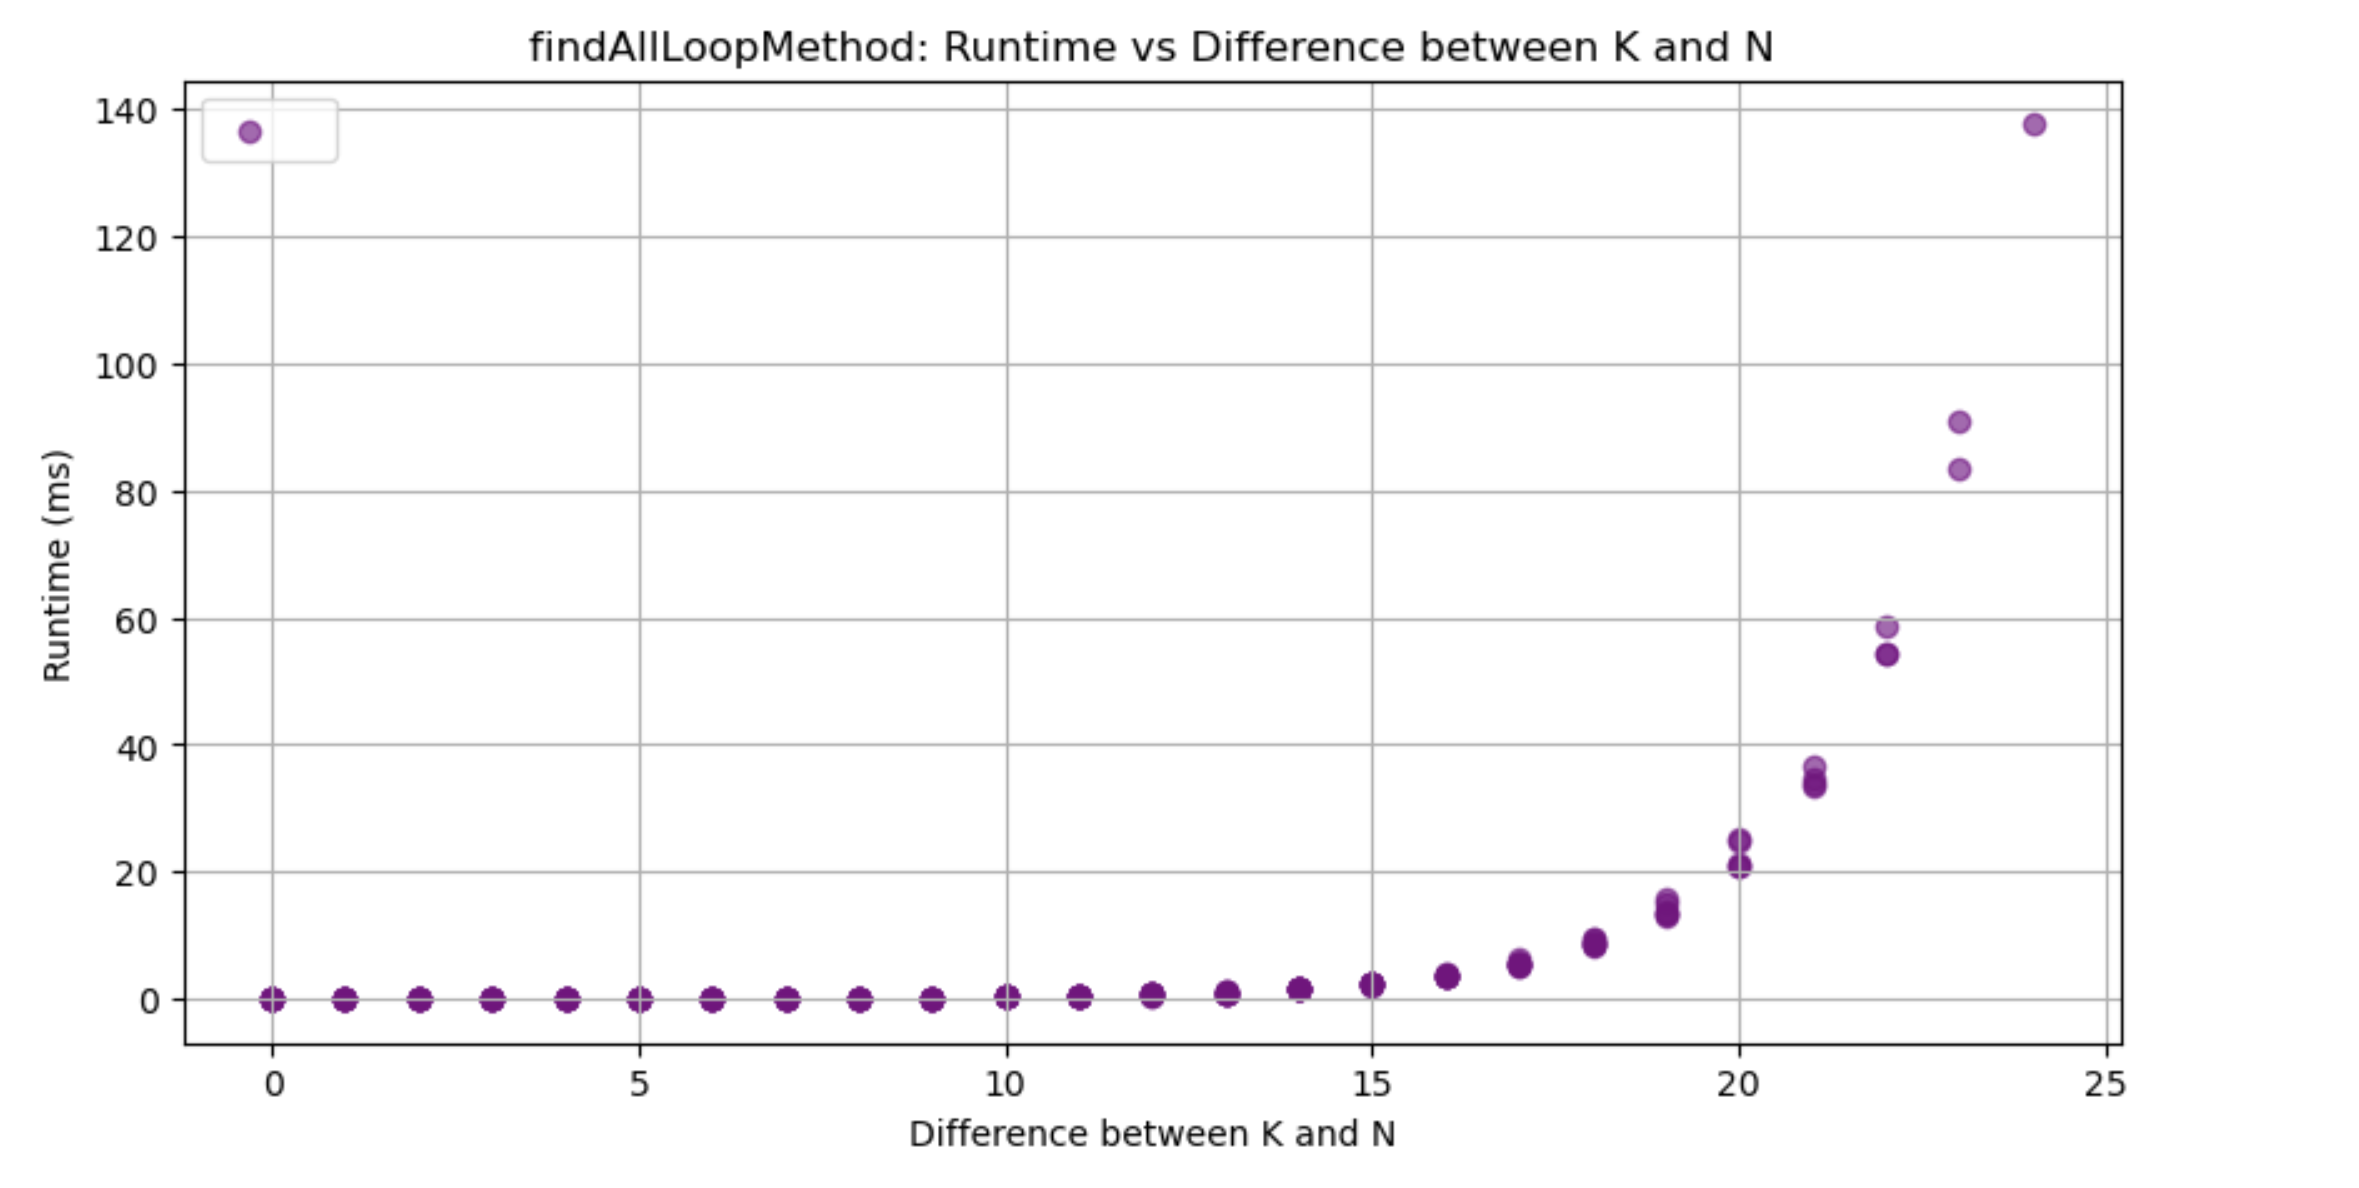 findAllLoopMethod: Runtime vs Difference between K and N
140
120
100
80
60
40
20
0
Runtime (ms)
0 5 10 15 20 25
Difference between K and N